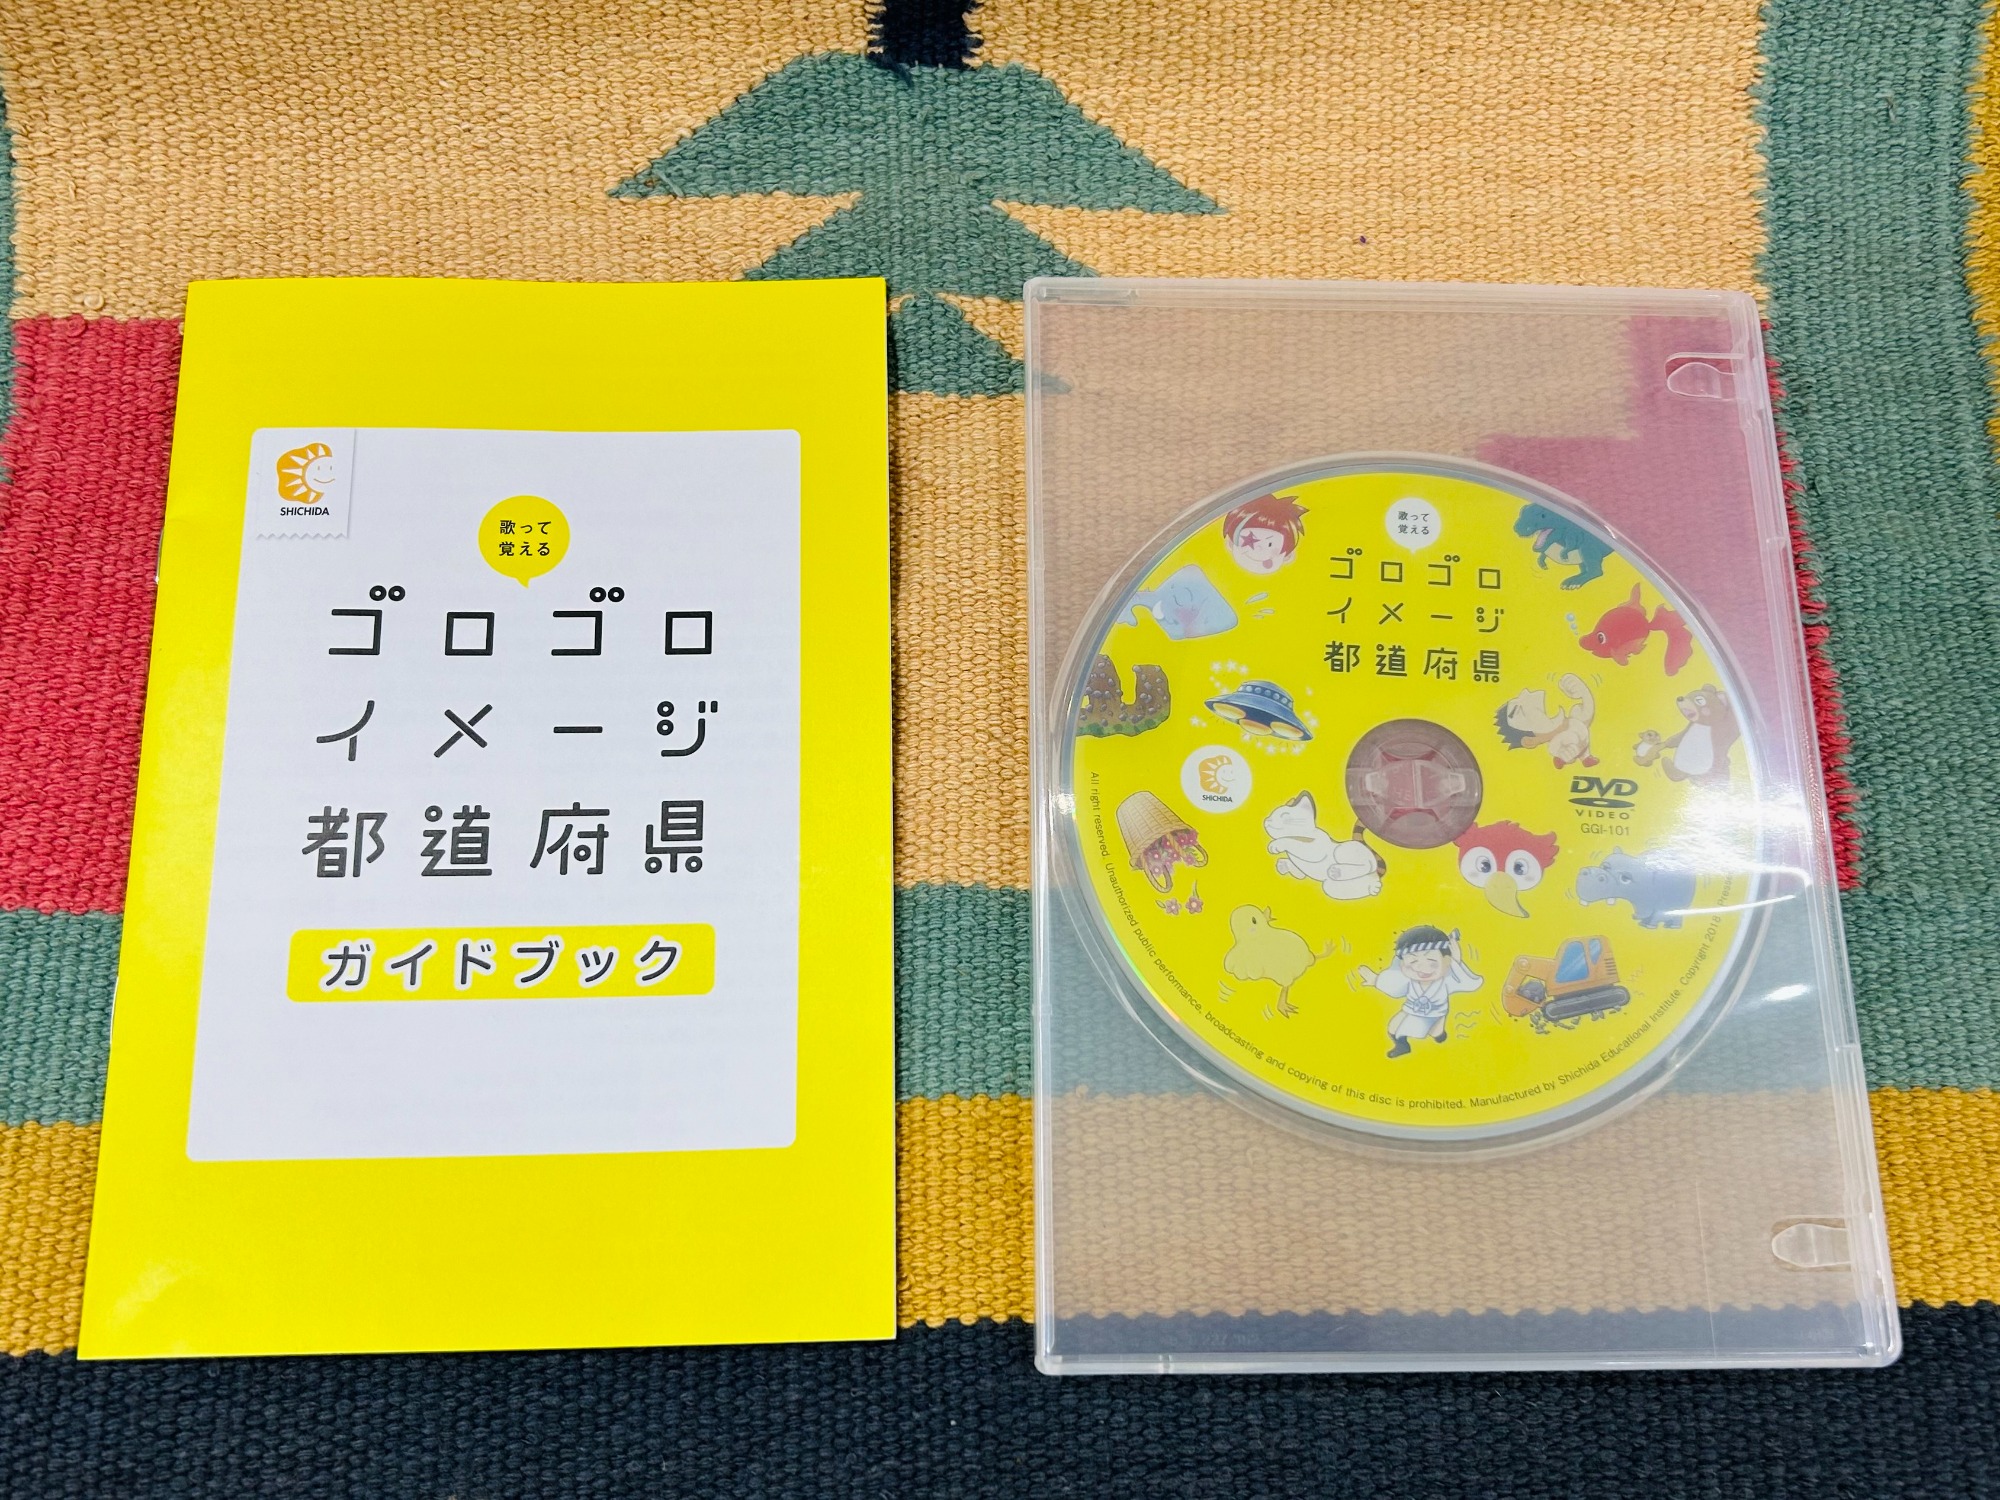 SHICHIDA
歌って
覚える
ゴロゴロ
イメージ
都道府県
ガイドブック
歌って
覚える
ゴロゴロ
イメージ
都道府県
SHICHIDA
DVD
VIDEO
GGI-101
All right reserved. Unauthorized public performance, broadcasting and copying of this disc is prohibited. Manufactured by Shichida Educational Institute. Copyright 2018